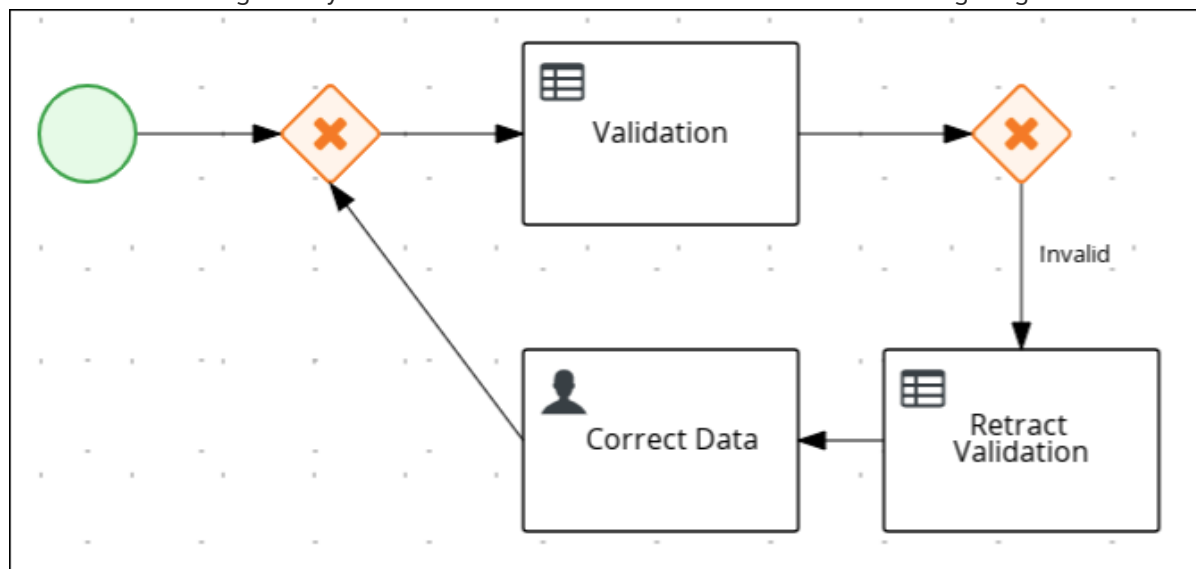 Validation
Invalid
Correct Data
Retract
Validation